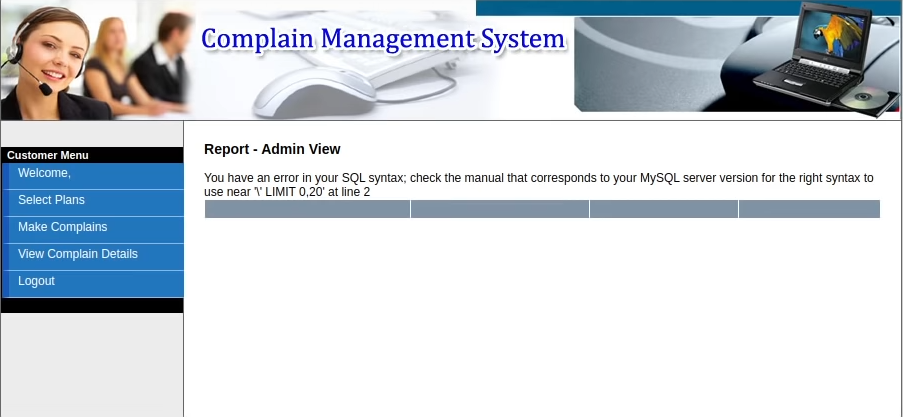 Complain Management System
Customer Menu
Welcome,
Select Plans
Make Complains
View Complain Details
Logout
Report - Admin View
You have an error in your SQL syntax; check the manual that corresponds to your MySQL server version for the right syntax to
use near '\' LIMIT 0,20' at line 2